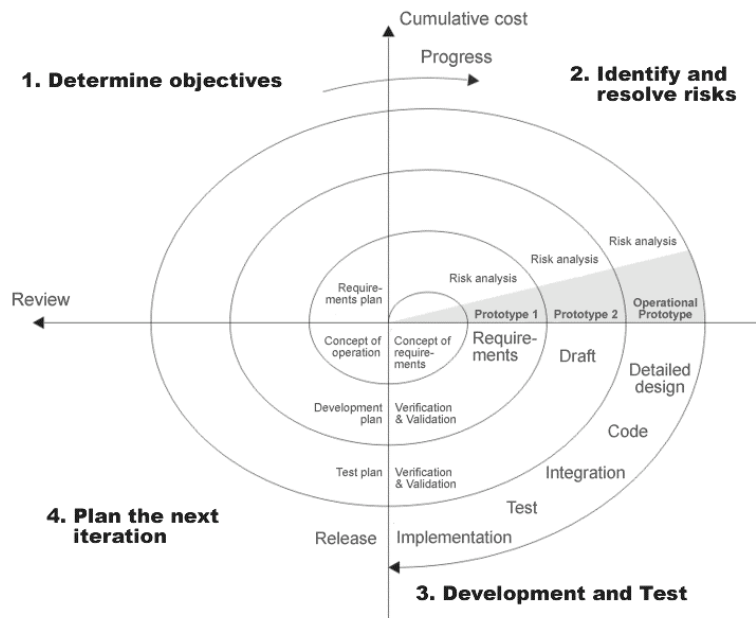 Cumulative cost
Progress
1. Determine objectives
2. Identify and
resolve risks
Risk analysis
Risk analysis
Risk analysis
Require-
ments plan
Review
Prototype 1
Prototype 2
Operational
Prototype
Concept of
operation
Concept of
require-
ments
Require-
ments
Draft
Detailed
design
Development
plan
Verification
& Validation
Code
Test plan
Verification
& Validation
Integration
Test
4. Plan the next
iteration
Release
Implementation
3. Development and Test